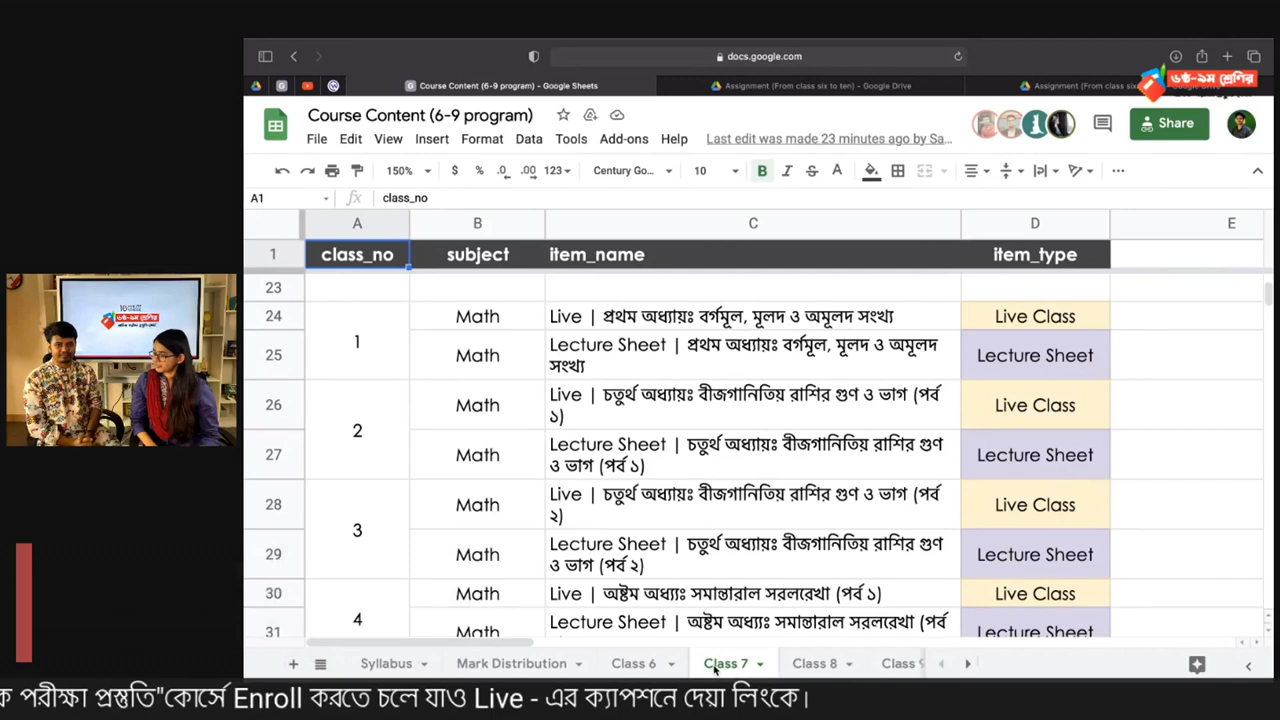 docs.google.com
Course Content (6-9 program) - Google Sheets
Assignment (From class six to ten) - Google Drive
Assignment (From class six
৬ষ্ঠ-৯ম শ্রেণির
Course Content (6-9 program)
File Edit View Insert Format Data Tools Add-ons Help Last edit was made 23 minutes ago by Sa...
Share
150% $ % .0 .00 123 Century Go... 10 B I S A
A1 fx class_no
A B C D E
1 class_no subject item_name item_type
23
24 Math Live | প্রথম অধ্যায়ঃ বর্গমূল, মূলদ ও অমূলদ সংখ্য Live Class
1
25 Math Lecture Sheet | প্রথম অধ্যায়ঃ বর্গমূল, মূলদ ও অমূলদ Lecture Sheet
সংখ্য
26 Math Live | চতুর্থ অধ্যায়ঃ বীজগানিতিয় রাশির গুণ ও ভাগ (পর্ব Live Class
১)
2
27 Math Lecture Sheet | চতুর্থ অধ্যায়ঃ বীজগানিতিয় রাশির গুণ Lecture Sheet
ও ভাগ (পর্ব ১)
28 Math Live | চতুর্থ অধ্যায়ঃ বীজগানিতিয় রাশির গুণ ও ভাগ (পর্ব Live Class
২)
3
29 Math Lecture Sheet | চতুর্থ অধ্যায়ঃ বীজগানিতিয় রাশির গুণ Lecture Sheet
ও ভাগ (পর্ব ২)
30 Math Live | অষ্টম অধ্যঃ সমান্তারাল সরলরেখা (পর্ব ১) Live Class
4
31 Math Lecture Sheet | অষ্টম অধ্যঃ সমান্তারাল সরলরেখা (পর্ব Lecture Sheet
Syllabus Mark Distribution Class 6 Class 7 Class 8 Class 9
ক পরীক্ষা প্রস্তুতি"কোর্সে Enroll করতে চলে যাও Live - এর ক্যাপশনে দেয়া লিংকে।